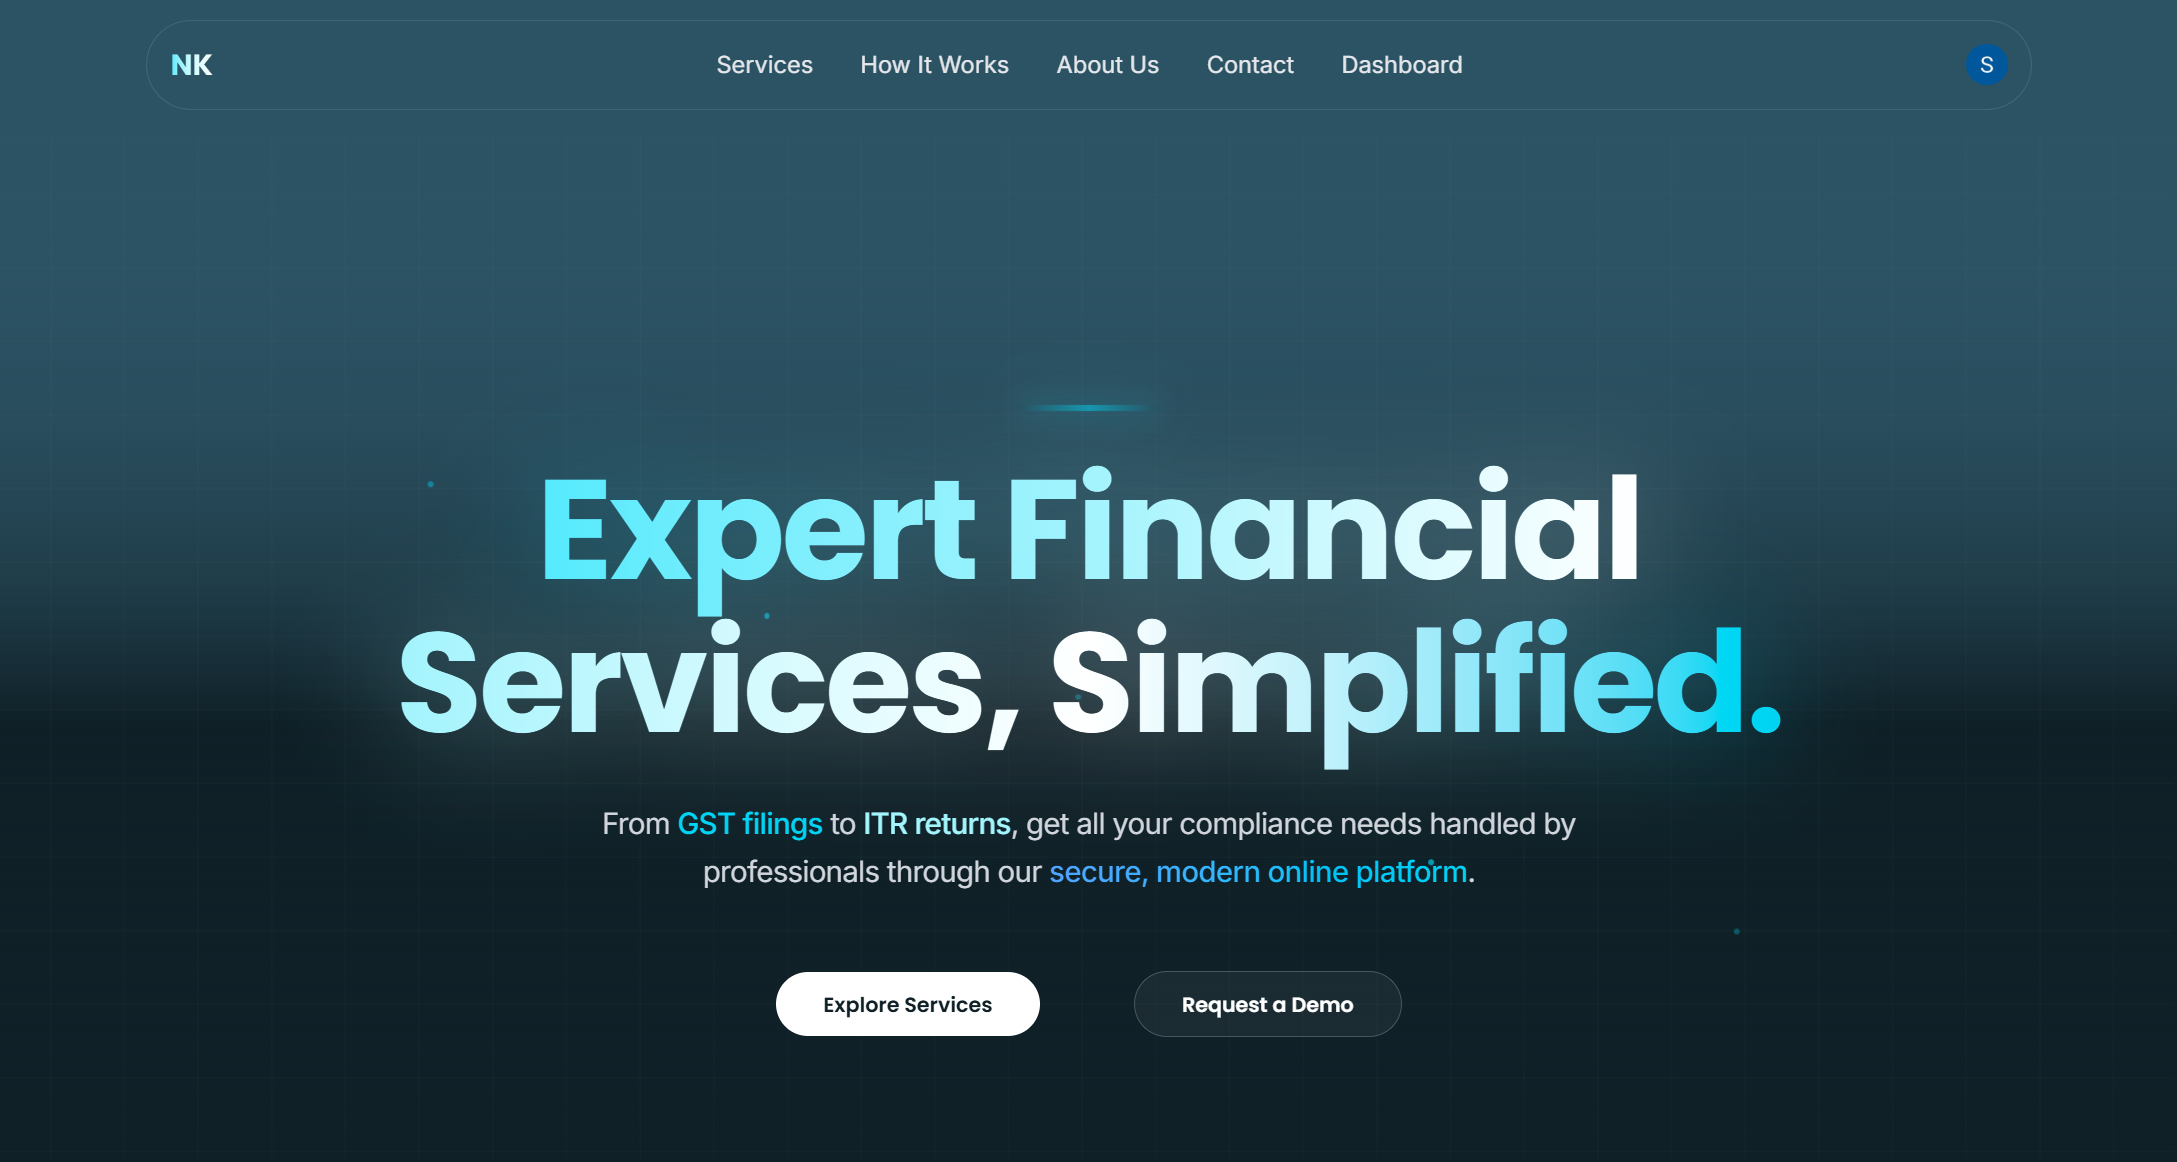 NK
Services
How It Works
About Us
Contact
Dashboard
S
Expert Financial
Services, Simplified.
From GST filings to ITR returns, get all your compliance needs handled by
professionals through our secure, modern online platform.
Explore Services
Request a Demo